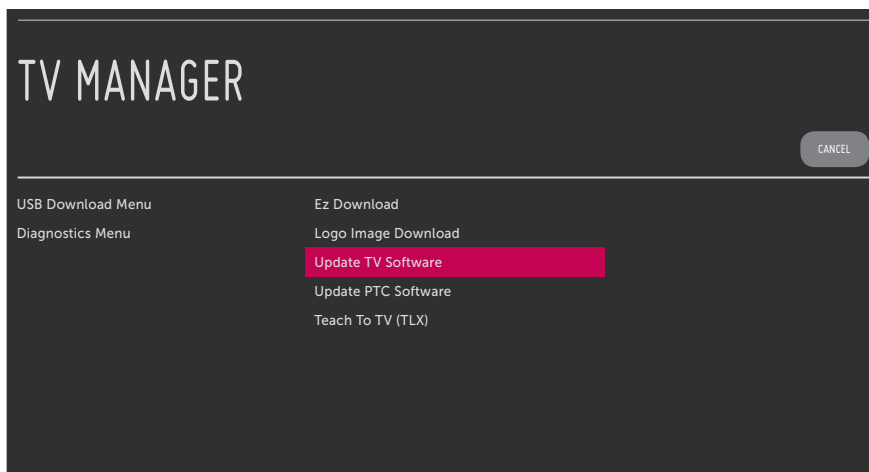 TV MANAGER
CANCEL
USB Download Menu
Diagnostics Menu
Ez Download
Logo Image Download
Update TV Software
Update PTC Software
Teach To TV (TLX)